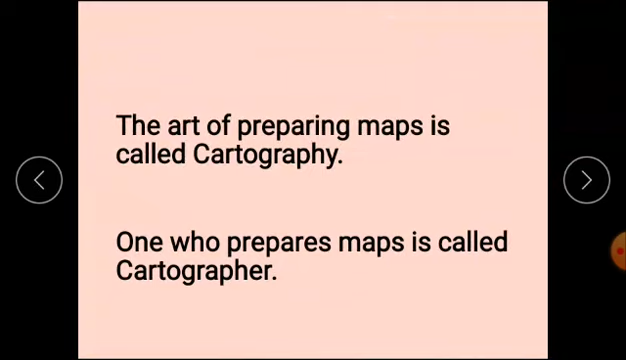 The art of preparing maps is
called Cartography.
One who prepares maps is called
Cartographer.